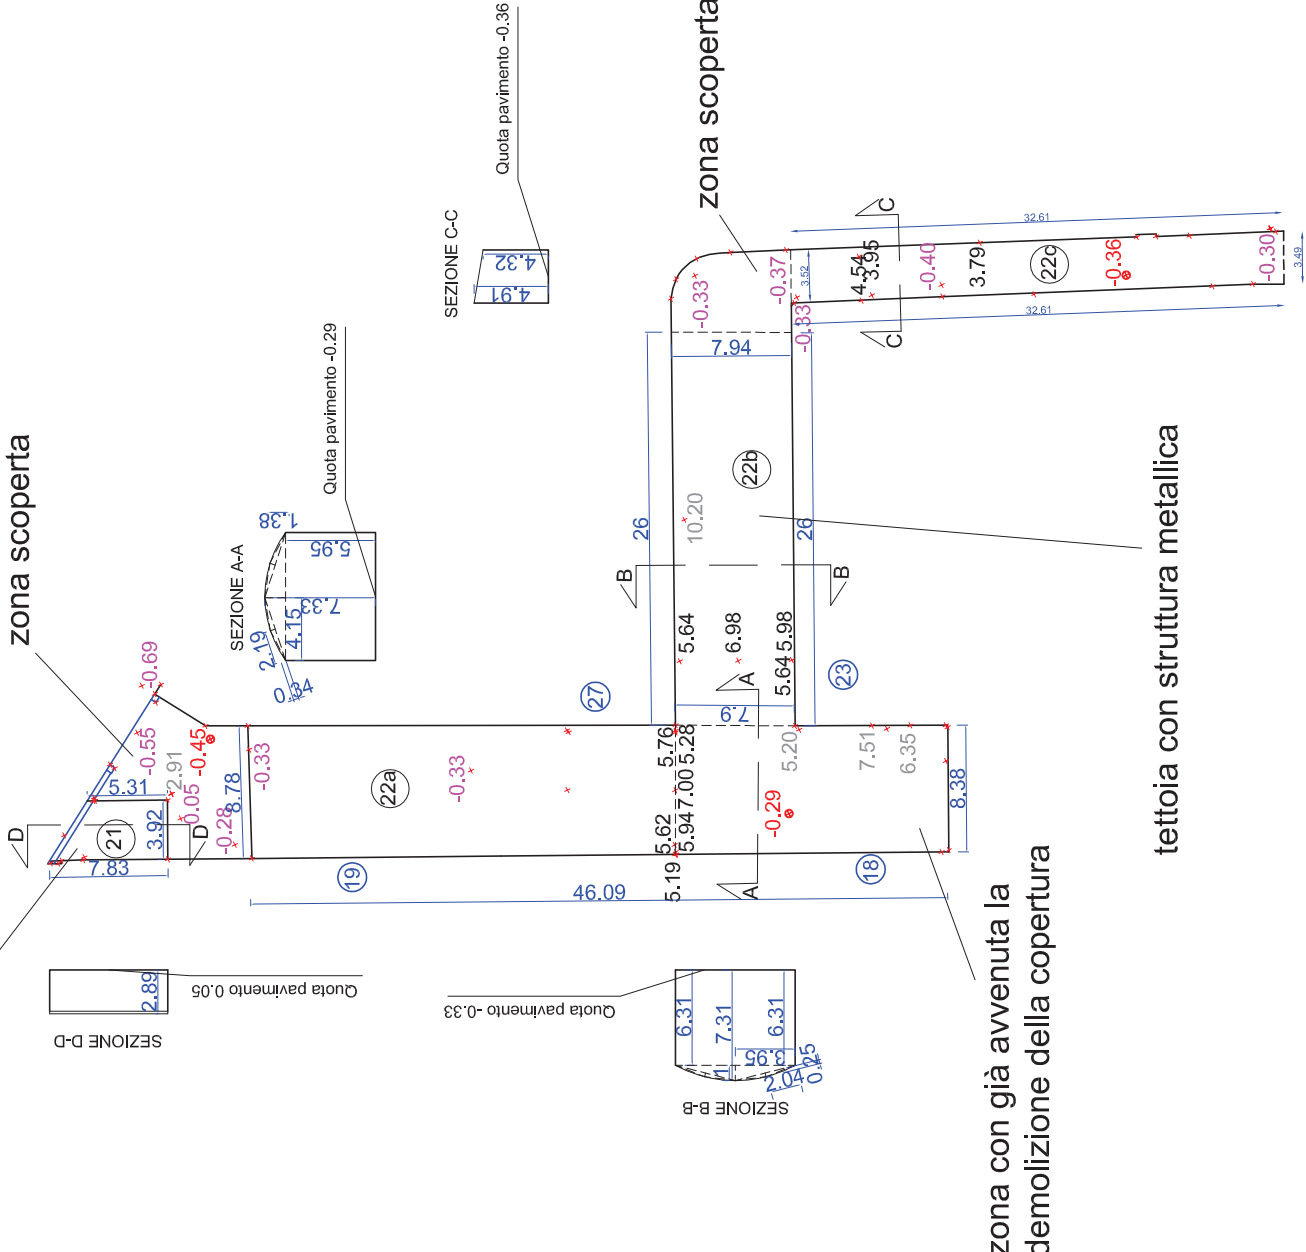 zona scoperta
SEZIONE C-C
4.32
4.91
Quota pavimento -0.36
zona scoperta
SEZIONE A-A
1.38
5.95
7.33
4.15
2.19
0.34
Quota pavimento -0.29
D
D
21
7.83
3.92
5.31
2.91
-0.69
-0.55
-0.45
0.05
-0.28
8.78
-0.33
22a
-0.33
19
27
46.09
5.76
5.28
7.00
5.62
5.94
5.19
7.9
A
A
-0.29
5.20
7.51
6.35
18
8.38
23
5.64
6.98
5.64
5.98
B
B
26
26
10.20
22b
7.94
-0.33
-0.37
-0.33
3.52
4.54
3.95
C
C
-0.40
3.79
22c
-0.36
-0.30
32.61
32.61
3.49
SEZIONE D-D
2.89
Quota pavimento 0.05
SEZIONE B-B
6.31
7.31
6.31
3.95
1
2.04
0.25
Quota pavimento -0.33
tettoia con struttura metallica
zona con già avvenuta la
demolizione della copertura